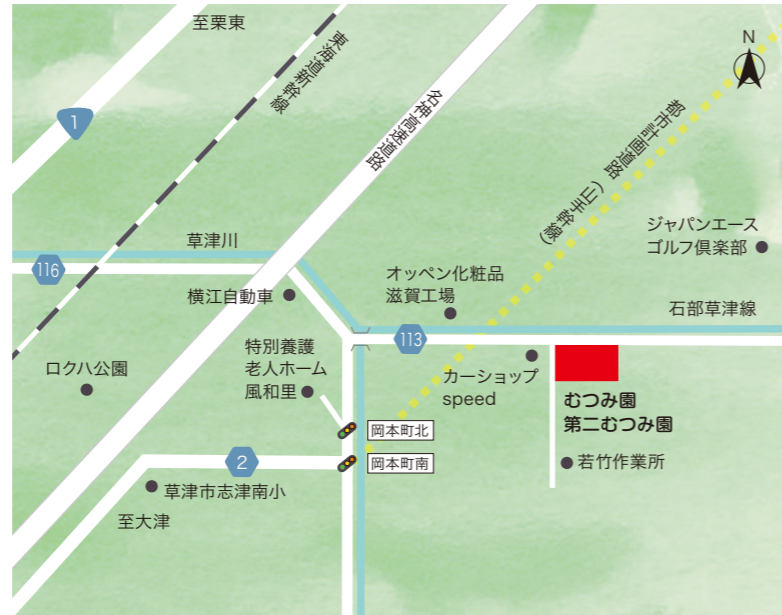 至栗東
東海道新幹線
N
1
名神高速道路
都市計画道路
(山手幹線)
ジャパンエース
ゴルフ倶楽部
草津川
116
横江自動車
オッペン化粧品
滋賀工場
石部草津線
113
ロクハ公園
特別養護
老人ホーム
風和里
カーショップ
speed
むつみ園
第二むつみ園
岡本町北
岡本町南
2
若竹作業所
草津市志津南小
至大津